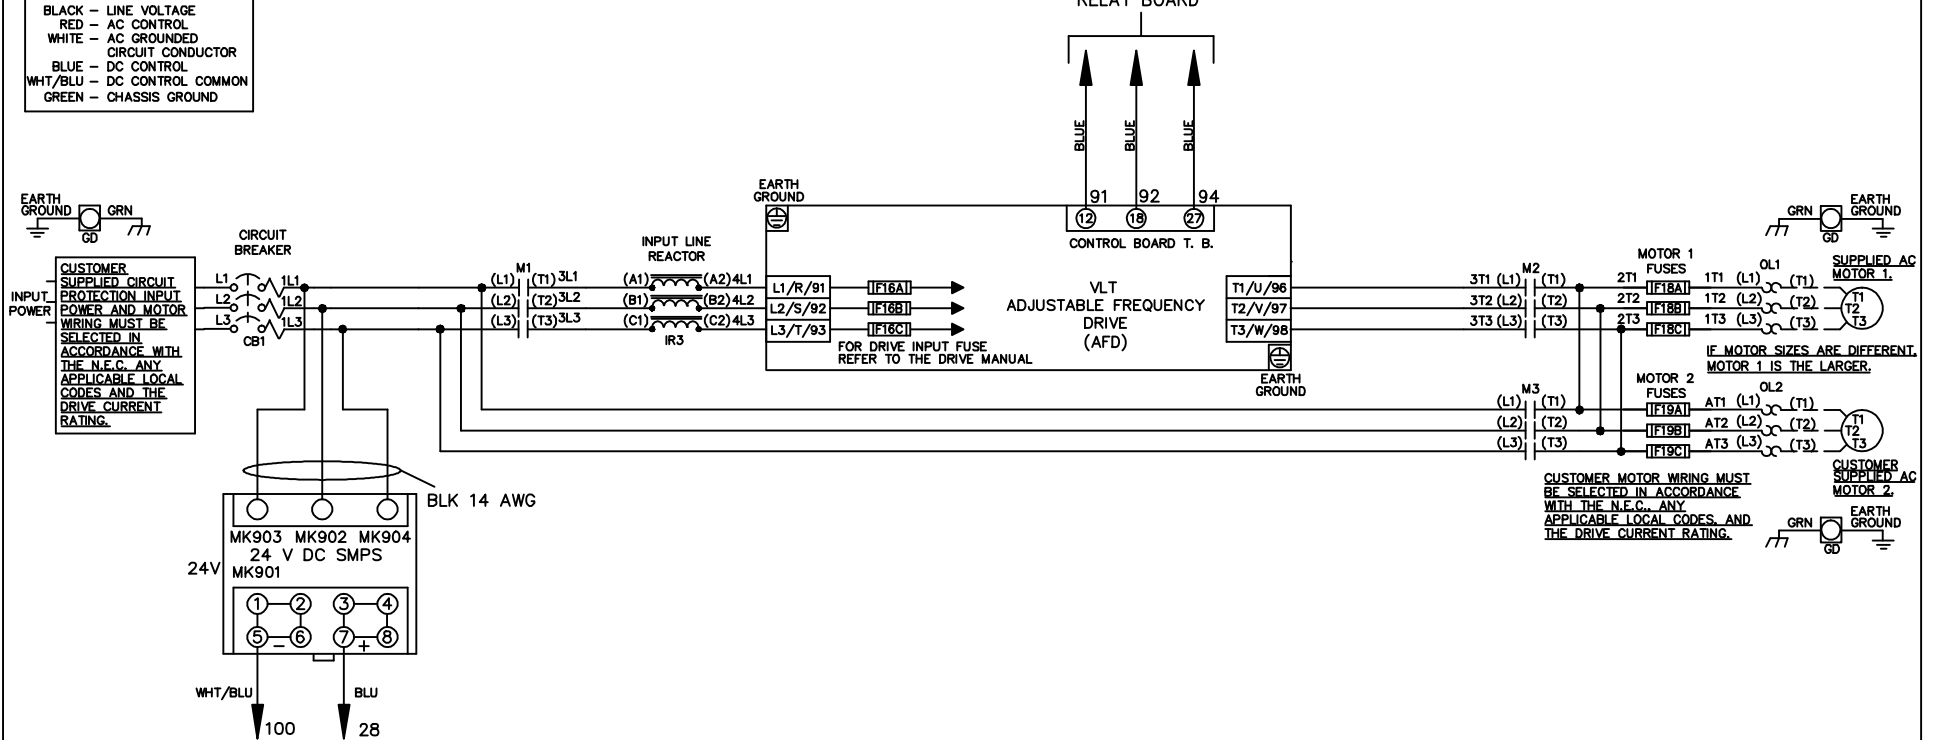 BLACK – LINE VOLTAGE
RED – AC CONTROL
WHITE – AC GROUNDED
CIRCUIT CONDUCTOR
BLUE – DC CONTROL
WHT/BLU – DC CONTROL COMMON
GREEN – CHASSIS GROUND
RELAY BOARD
BLUE
BLUE
BLUE
91 92 94
12 18 27
CONTROL BOARD T. B.
EARTH
GROUND
GRN
GD
INPUT
POWER
CUSTOMER
SUPPLIED CIRCUIT
PROTECTION INPUT
POWER AND MOTOR
WIRING MUST BE
SELECTED IN
ACCORDANCE WITH
THE N.E.C. ANY
APPLICABLE LOCAL
CODES AND THE
DRIVE CURRENT
RATING.
CIRCUIT
BREAKER
L1 1L1
L2 1L2
L3 1L3
CB1
M1
(L1) (T1) 3L1
(L2) (T2) 3L2
(L3) (T3) 3L3
INPUT LINE
REACTOR
(A1) (A2) 4L1
(B1) (B2) 4L2
(C1) (C2) 4L3
IR3
EARTH
GROUND
L1/R/91 F16A
L2/S/92 F16B
L3/T/93 F16C
FOR DRIVE INPUT FUSE
REFER TO THE DRIVE MANUAL
VLT
ADJUSTABLE FREQUENCY
DRIVE
(AFD)
T1/U/96
T2/V/97
T3/W/98
EARTH
GROUND
M2
3T1 (L1) (T1)
3T2 (L2) (T2)
3T3 (L3) (T3)
MOTOR 1
FUSES
2T1 F18A 1T1 (L1) (T1)
2T2 F18B 1T2 (L2) (T2)
2T3 F18C 1T3 (L3) (T3)
OL1
GRN
EARTH
GROUND
GD
SUPPLIED AC
MOTOR 1.
T1
T2
T3
IF MOTOR SIZES ARE DIFFERENT,
MOTOR 1 IS THE LARGER.
M3
(L1) (T1)
(L2) (T2)
(L3) (T3)
MOTOR 2
FUSES
F19A AT1 (L1) (T1)
F19B AT2 (L2) (T2)
F19C AT3 (L3) (T3)
OL2
T1
T2
T3
CUSTOMER
SUPPLIED AC
MOTOR 2.
CUSTOMER MOTOR WIRING MUST
BE SELECTED IN ACCORDANCE
WITH THE N.E.C., ANY
APPLICABLE LOCAL CODES, AND
THE DRIVE CURRENT RATING.
GRN
EARTH
GROUND
GD
BLK 14 AWG
MK903 MK902 MK904
24 V DC SMPS
24V
MK901
1 2 3 4
5 – 6 7 + 8
WHT/BLU BLU
100 28